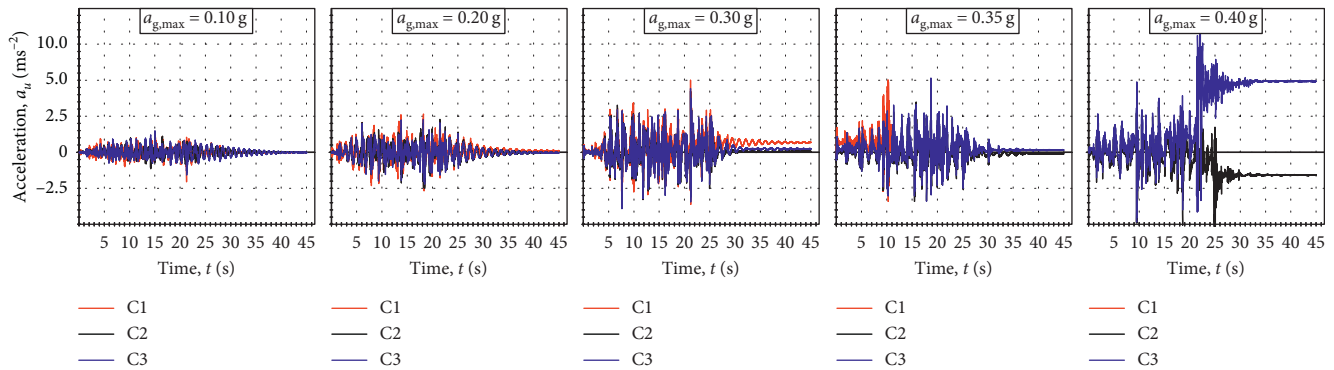 a_g,max = 0.10 g
a_g,max = 0.20 g
a_g,max = 0.30 g
a_g,max = 0.35 g
a_g,max = 0.40 g
Acceleration, a_u (ms⁻²)
10.0
5.0
2.5
0
−2.5
5 10 15 20 25 30 35 40 45
5 10 15 20 25 30 35 40 45
5 10 15 20 25 30 35 40 45
5 10 15 20 25 30 35 40 45
5 10 15 20 25 30 35 40 45
Time, t (s)
Time, t (s)
Time, t (s)
Time, t (s)
Time, t (s)
C1
C2
C3
C1
C2
C3
C1
C2
C3
C1
C2
C3
C1
C2
C3